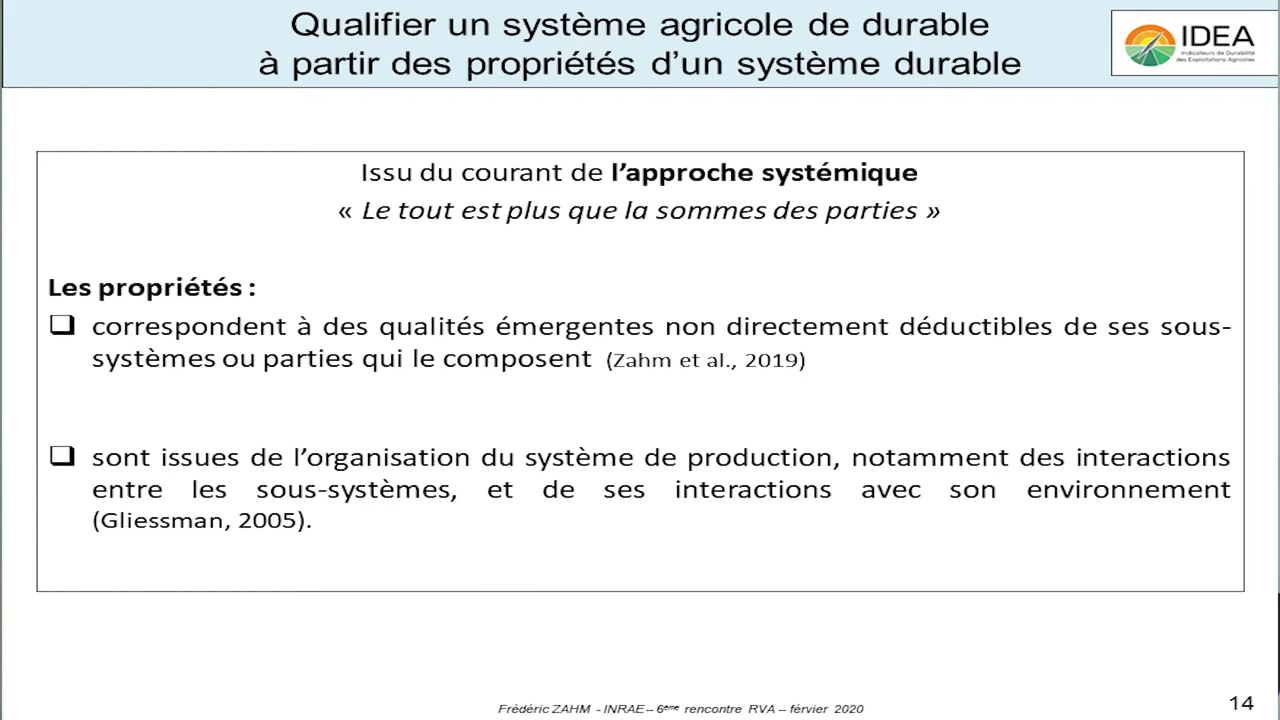 Qualifier un système agricole de durable
à partir des propriétés d'un système durable
IDEA
Indicateurs de Durabilité
des Exploitations Agricoles
Issu du courant de l'approche systémique
« Le tout est plus que la sommes des parties »
Les propriétés :
❑ correspondent à des qualités émergentes non directement déductibles de ses sous-
systèmes ou parties qui le composent (Zahm et al., 2019)
❑ sont issues de l'organisation du système de production, notamment des interactions
entre les sous-systèmes, et de ses interactions avec son environnement
(Gliessman, 2005).
Frédéric ZAHM - INRAE – 6ème rencontre RVA – férvier 2020
14